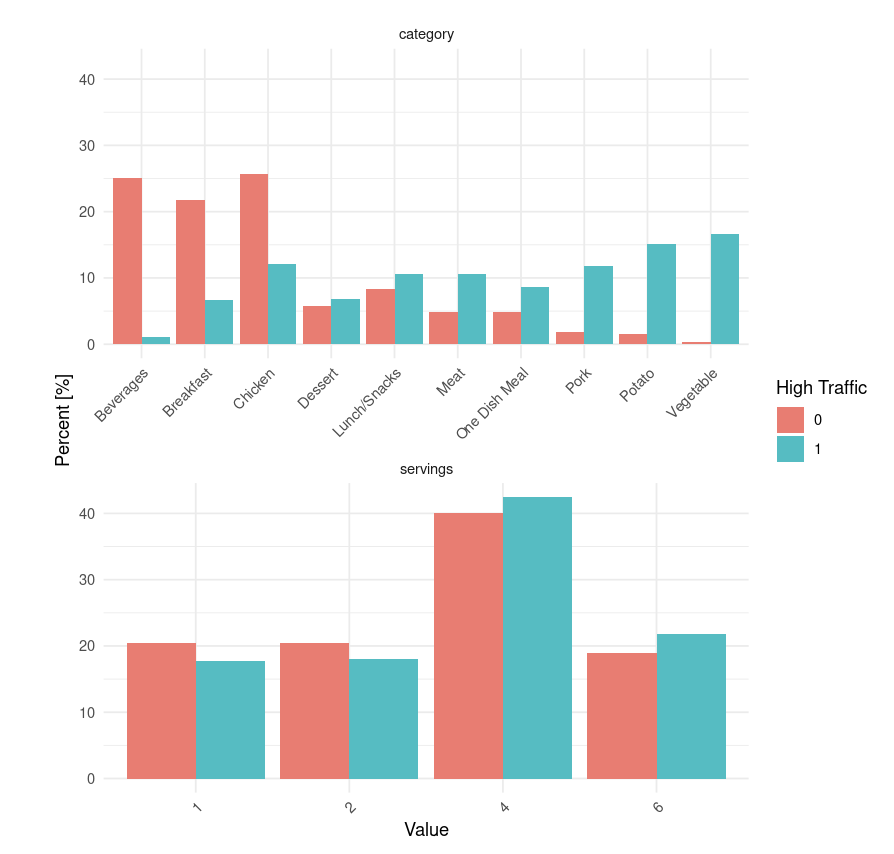 category
40
30
20
10
0
Beverages
Breakfast
Chicken
Dessert
Lunch/Snacks
Meat
One Dish Meal
Pork
Potato
Vegetable
Percent [%]
High Traffic
0
1
servings
40
30
20
10
0
1
2
4
6
Value